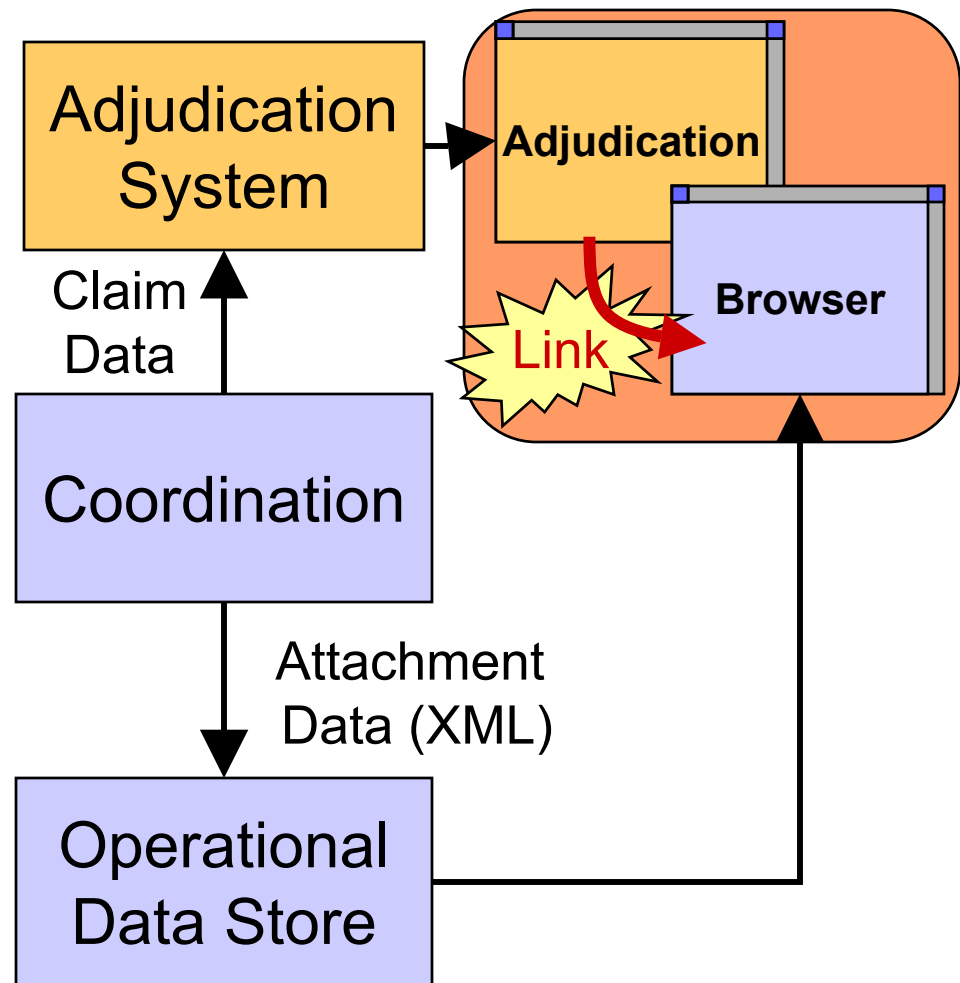 Adjudication
System
Adjudication
Browser
Link
Claim
Data
Coordination
Attachment
Data (XML)
Operational
Data Store